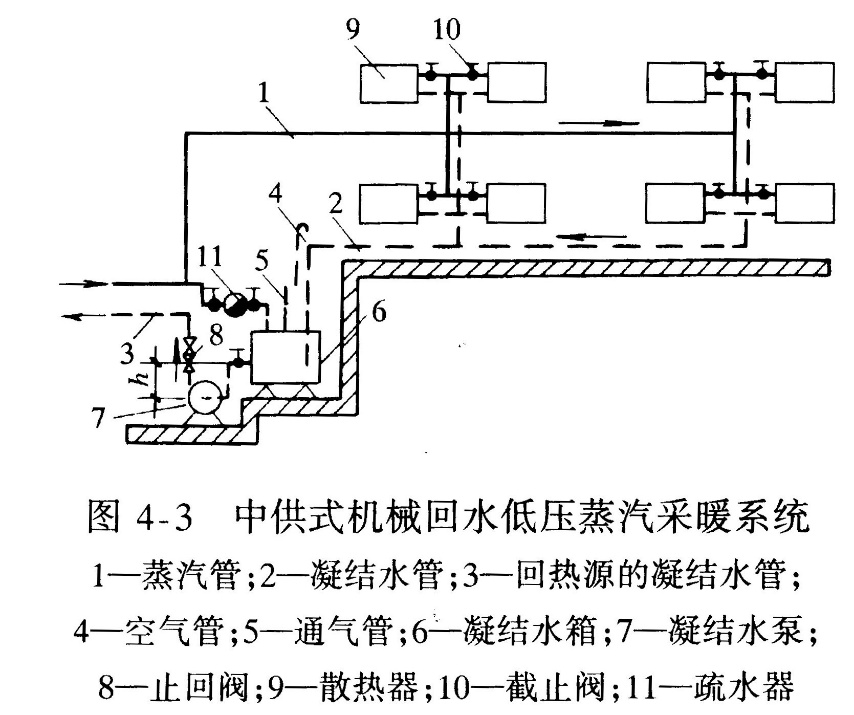 9
10
1
4
2
11
5
6
3
8
h
7
图 4-3 中供式机械回水低压蒸汽采暖系统
1—蒸汽管;2—凝结水管;3—回热源的凝结水管;
4—空气管;5—通气管;6—凝结水箱;7—凝结水泵;
8—止回阀;9—散热器;10—截止阀;11—疏水器